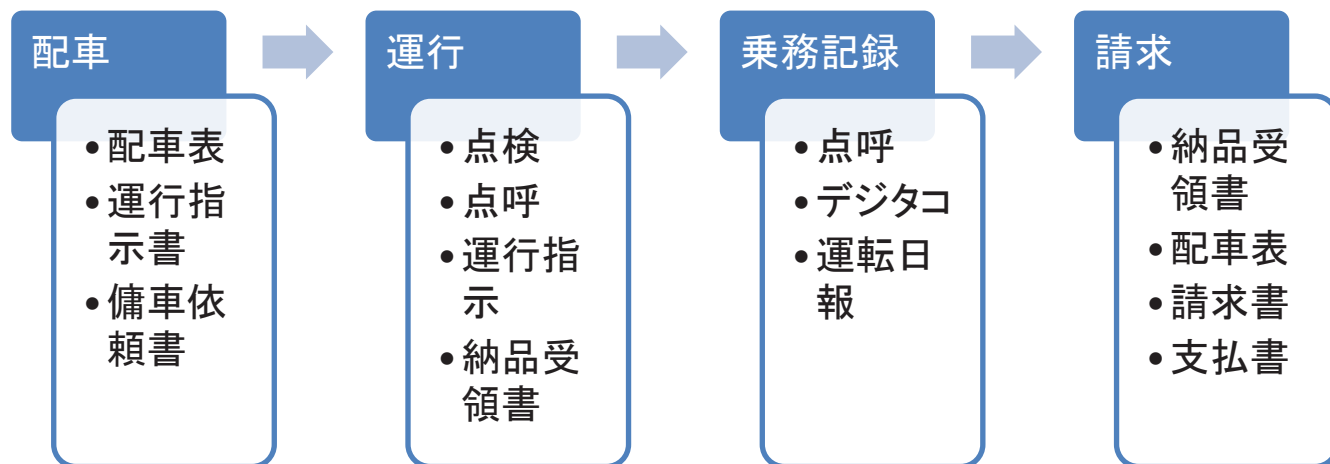 配車
• 配車表
• 運行指
示書
• 傭車依
頼書
運行
• 点検
• 点呼
• 運行指
示
• 納品受
領書
乗務記録
• 点呼
• デジタコ
• 運転日
報
請求
• 納品受
領書
• 配車表
• 請求書
• 支払書